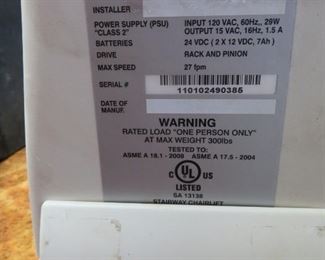 INSTALLER
POWER SUPPLY (PSU) INPUT 120 VAC, 60Hz,, 29W
"CLASS 2" OUTPUT 15 VAC, 16Hz, 1.5 A
BATTERIES 24 VDC ( 2 X 12 VDC, 7Ah )
DRIVE RACK AND PINION
MAX SPEED 27 fpm
SERIAL # 110102490385
DATE OF
MANUF.
WARNING
RATED LOAD "ONE PERSON ONLY"
AT MAX WEIGHT 300lbs
TESTED TO:
ASME A 18.1 - 2008 ASME A 17.5 - 2004
C UL US
LISTED
SA 13138
STAIRWAY CHAIRLIFT